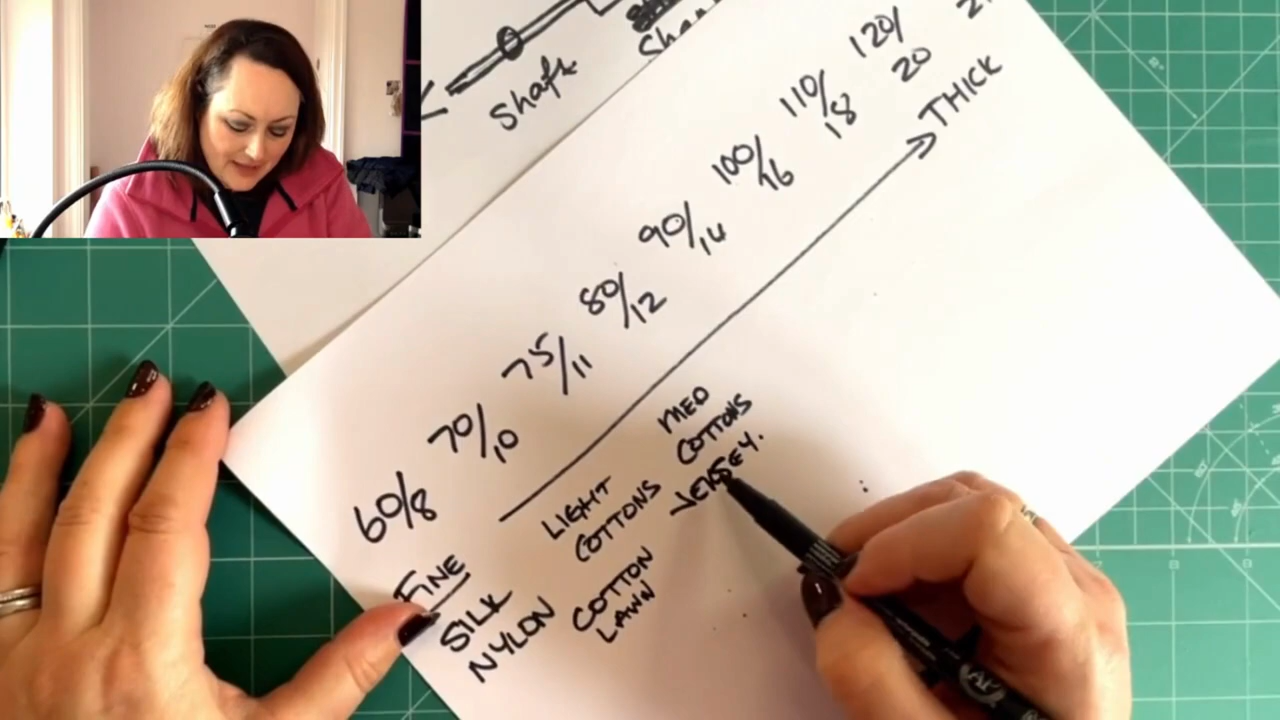 Shaft
60/8
70/10
75/11
80/12
90/14
100/16
110/
18
120/
20
THICK
FINE
SILK
NYLON
LIGHT
COTTONS
COTTON
LAWN
MED
COTTONS
JERSEY.